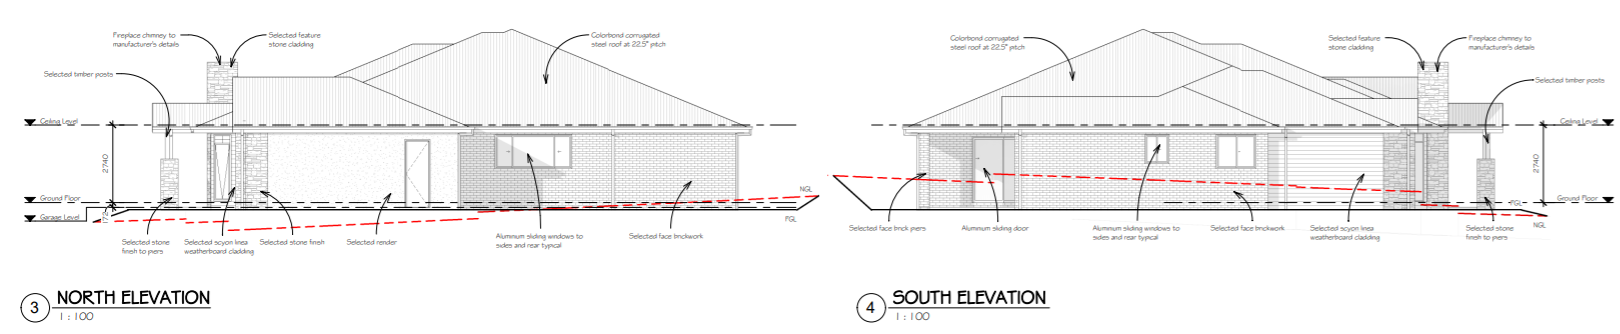 Fireplace chimney to
manufacturer's details
Selected feature
stone cladding
Colorbond corrugated
steel roof at 22.5° pitch
Selected timber posts
Ceiling Level
2740
Ground Floor
172
Garage Level
NGL
FGL
Selected stone
finish to piers
Selected scyon linea
weatherboard cladding
Selected stone finish
Selected render
Aluminum sliding windows to
sides and rear typical
Selected face brickwork
3 NORTH ELEVATION
1 : 100
Colorbond corrugated
steel roof at 22.5° pitch
Selected feature
stone cladding
Fireplace chimney to
manufacturer's details
Selected timber posts
Ceiling Level
2740
Ground Floor
FGL
NGL
Selected face brick piers
Aluminum sliding door
Aluminum sliding windows to
sides and rear typical
Selected face brickwork
Selected scyon linea
weatherboard cladding
Selected stone
finish to piers
4 SOUTH ELEVATION
1 : 100